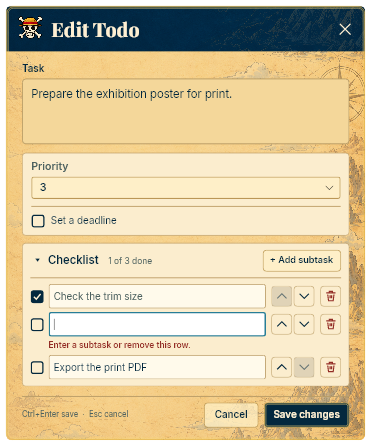 Edit Todo
Task
Prepare the exhibition poster for print.
Priority
3
Set a deadline
Checklist 1 of 3 done + Add subtask
Check the trim size
Enter a subtask or remove this row.
Export the print PDF
Ctrl+Enter save · Esc cancel Cancel Save changes